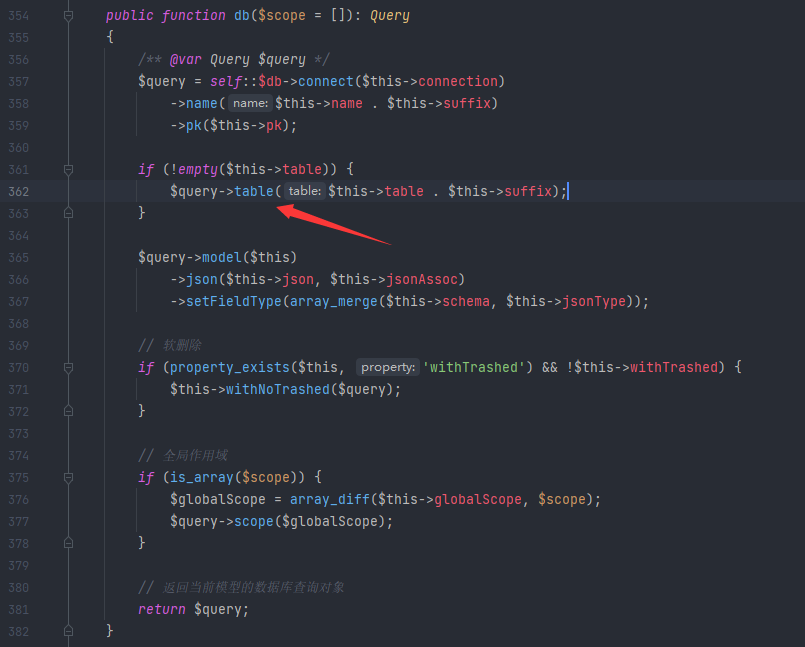 354 public function db($scope = []): Query
355 {
356 /** @var Query $query */
357 $query = self::$db->connect($this->connection)
358 ->name( name: $this->name . $this->suffix)
359 ->pk($this->pk);
360
361 if (!empty($this->table)) {
362 $query->table( table: $this->table . $this->suffix);
363 }
364
365 $query->model($this)
366 ->json($this->json, $this->jsonAssoc)
367 ->setFieldType(array_merge($this->schema, $this->jsonType));
368
369 // 软删除
370 if (property_exists($this, property: 'withTrashed') && !$this->withTrashed) {
371 $this->withNoTrashed($query);
372 }
373
374 // 全局作用域
375 if (is_array($scope)) {
376 $globalScope = array_diff($this->globalScope, $scope);
377 $query->scope($globalScope);
378 }
379
380 // 返回当前模型的数据库查询对象
381 return $query;
382 }